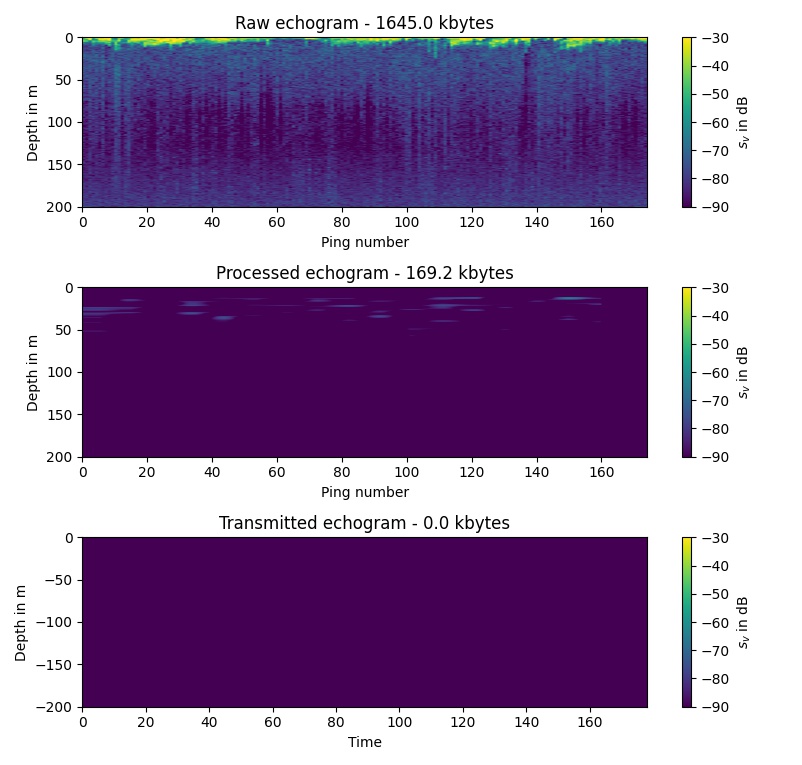 Raw echogram - 1645.0 kbytes
0
50
100
150
200
Depth in m
0 20 40 60 80 100 120 140 160
Ping number
−30
−40
−50
−60
−70
−80
−90
s_v in dB
Processed echogram - 169.2 kbytes
0
50
100
150
200
Depth in m
0 20 40 60 80 100 120 140 160
Ping number
−30
−40
−50
−60
−70
−80
−90
s_v in dB
Transmitted echogram - 0.0 kbytes
0
−50
−100
−150
−200
Depth in m
0 20 40 60 80 100 120 140 160
Time
−30
−40
−50
−60
−70
−80
−90
s_v in dB